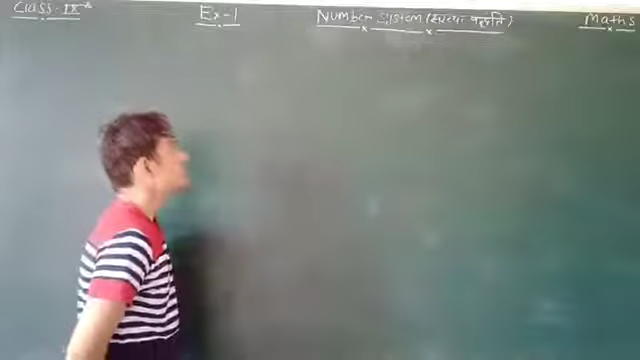 Class-IX
Ex-1
Number System (संख्या पद्धति)
Maths